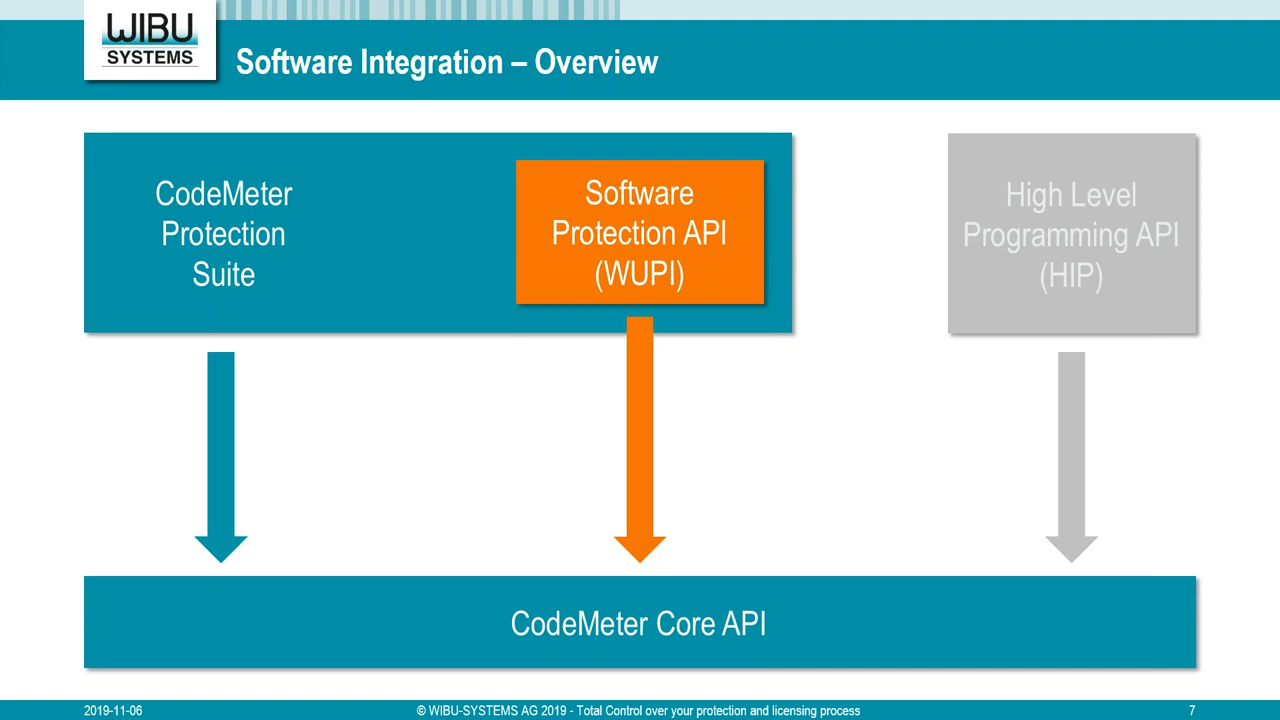 WIBU
SYSTEMS
Software Integration – Overview
CodeMeter
Protection
Suite
Software
Protection API
(WUPI)
High Level
Programming API
(HIP)
CodeMeter Core API
2019-11-06
© WIBU-SYSTEMS AG 2019 - Total Control over your protection and licensing process
7